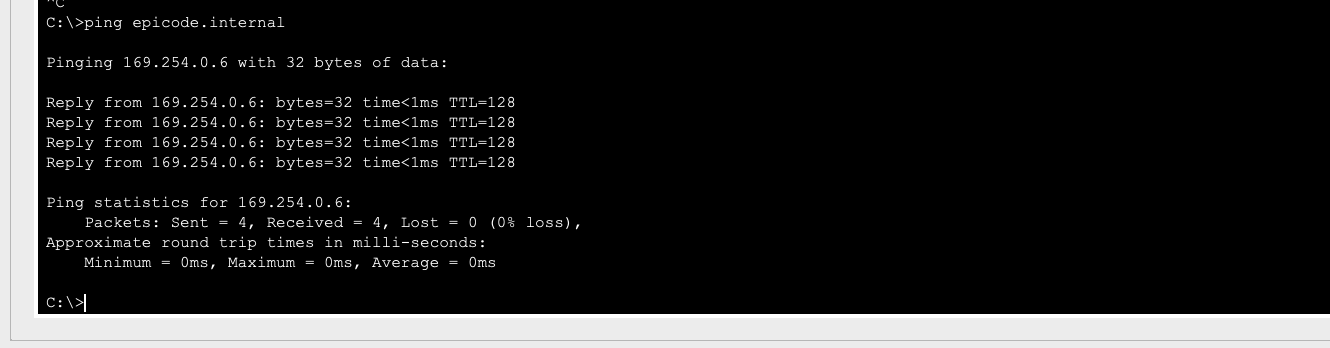 ^C
C:\>ping epicode.internal
Pinging 169.254.0.6 with 32 bytes of data:
Reply from 169.254.0.6: bytes=32 time<1ms TTL=128
Reply from 169.254.0.6: bytes=32 time<1ms TTL=128
Reply from 169.254.0.6: bytes=32 time<1ms TTL=128
Reply from 169.254.0.6: bytes=32 time<1ms TTL=128
Ping statistics for 169.254.0.6:
    Packets: Sent = 4, Received = 4, Lost = 0 (0% loss),
Approximate round trip times in milli-seconds:
    Minimum = 0ms, Maximum = 0ms, Average = 0ms
C:\>